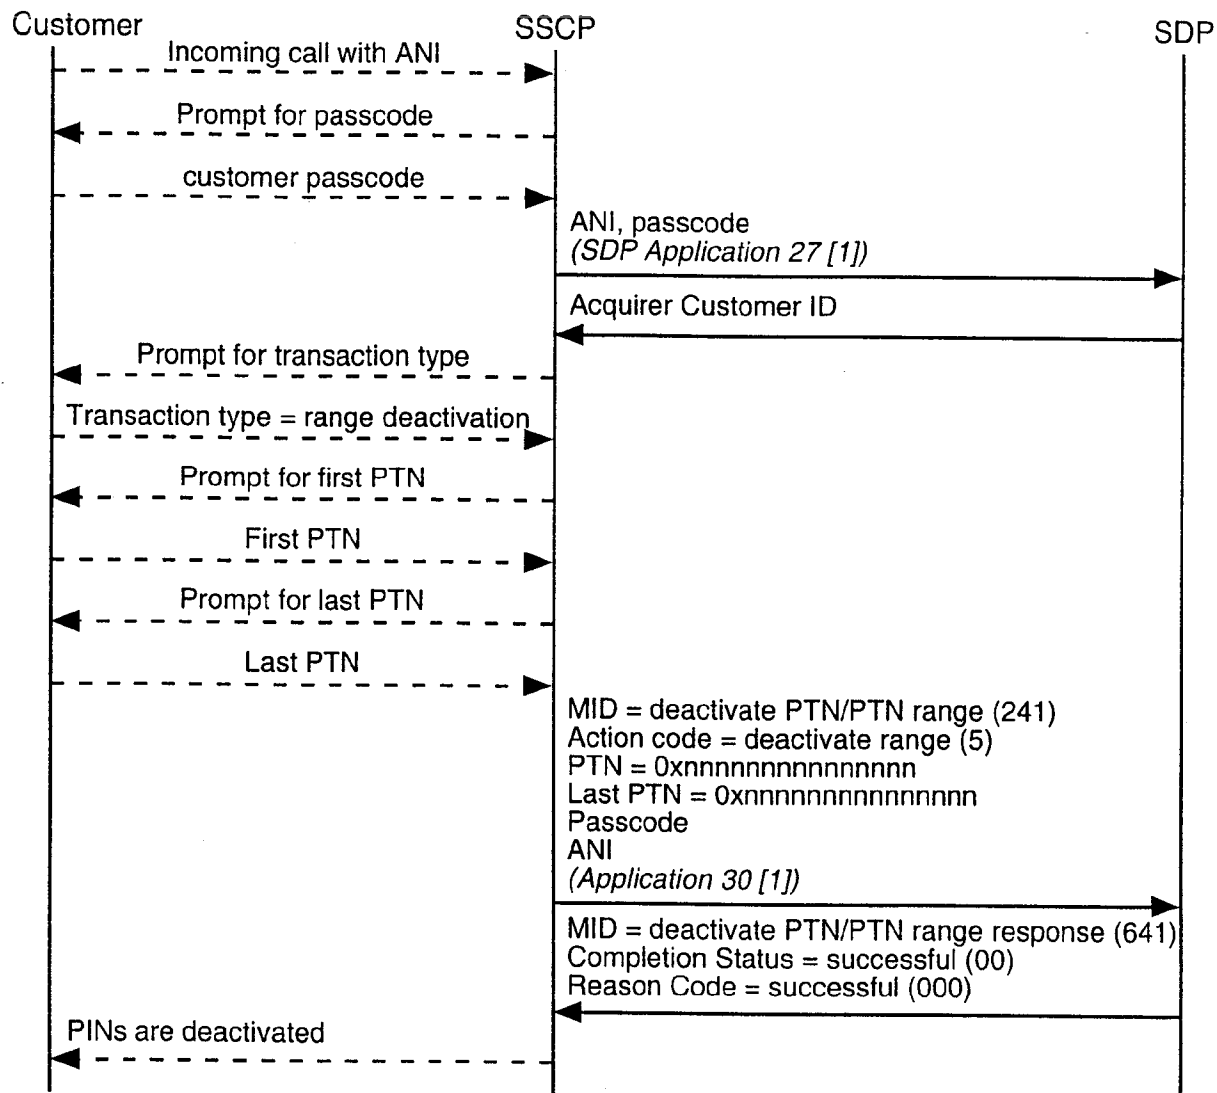 Customer
SSCP
SDP
Incoming call with ANI
Prompt for passcode
customer passcode
ANI, passcode
(SDP Application 27 [1])
Acquirer Customer ID
Prompt for transaction type
Transaction type = range deactivation
Prompt for first PTN
First PTN
Prompt for last PTN
Last PTN
MID = deactivate PTN/PTN range (241)
Action code = deactivate range (5)
PTN = 0xnnnnnnnnnnnnnnnn
Last PTN = 0xnnnnnnnnnnnnnnnn
Passcode
ANI
(Application 30 [1])
MID = deactivate PTN/PTN range response (641)
Completion Status = successful (00)
Reason Code = successful (000)
PINs are deactivated